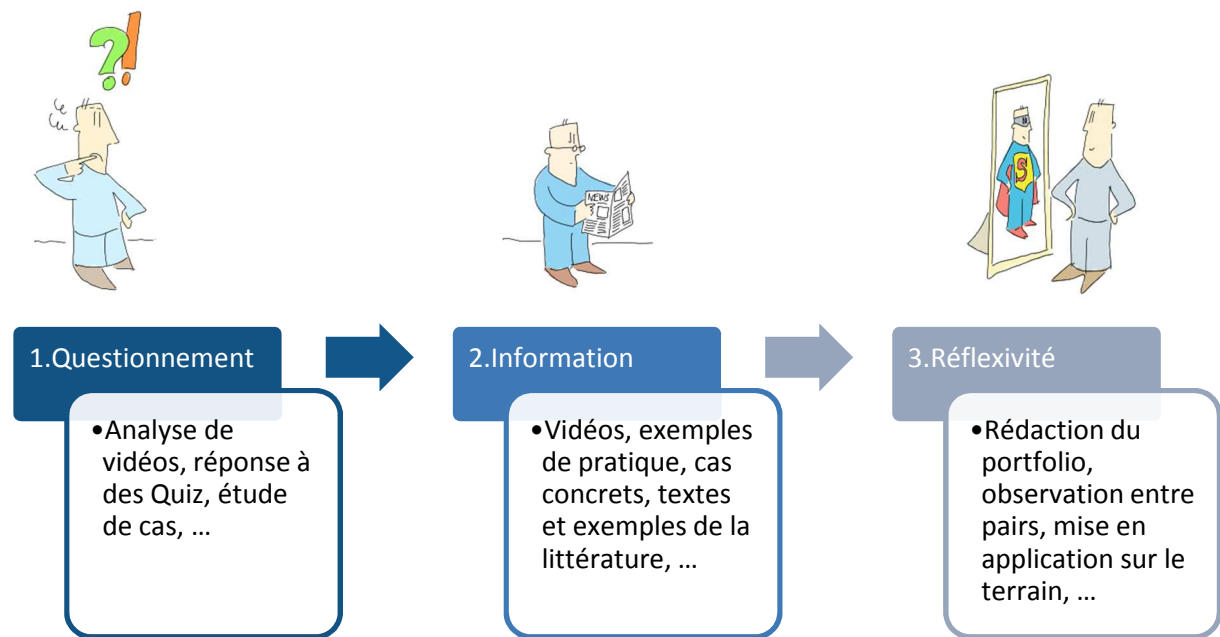 ?!
NEWS
S
1.Questionnement
•Analyse de
vidéos, réponse à
des Quiz, étude
de cas, …
2.Information
•Vidéos, exemples
de pratique, cas
concrets, textes
et exemples de la
littérature, …
3.Réflexivité
•Rédaction du
portfolio,
observation entre
pairs, mise en
application sur le
terrain, …